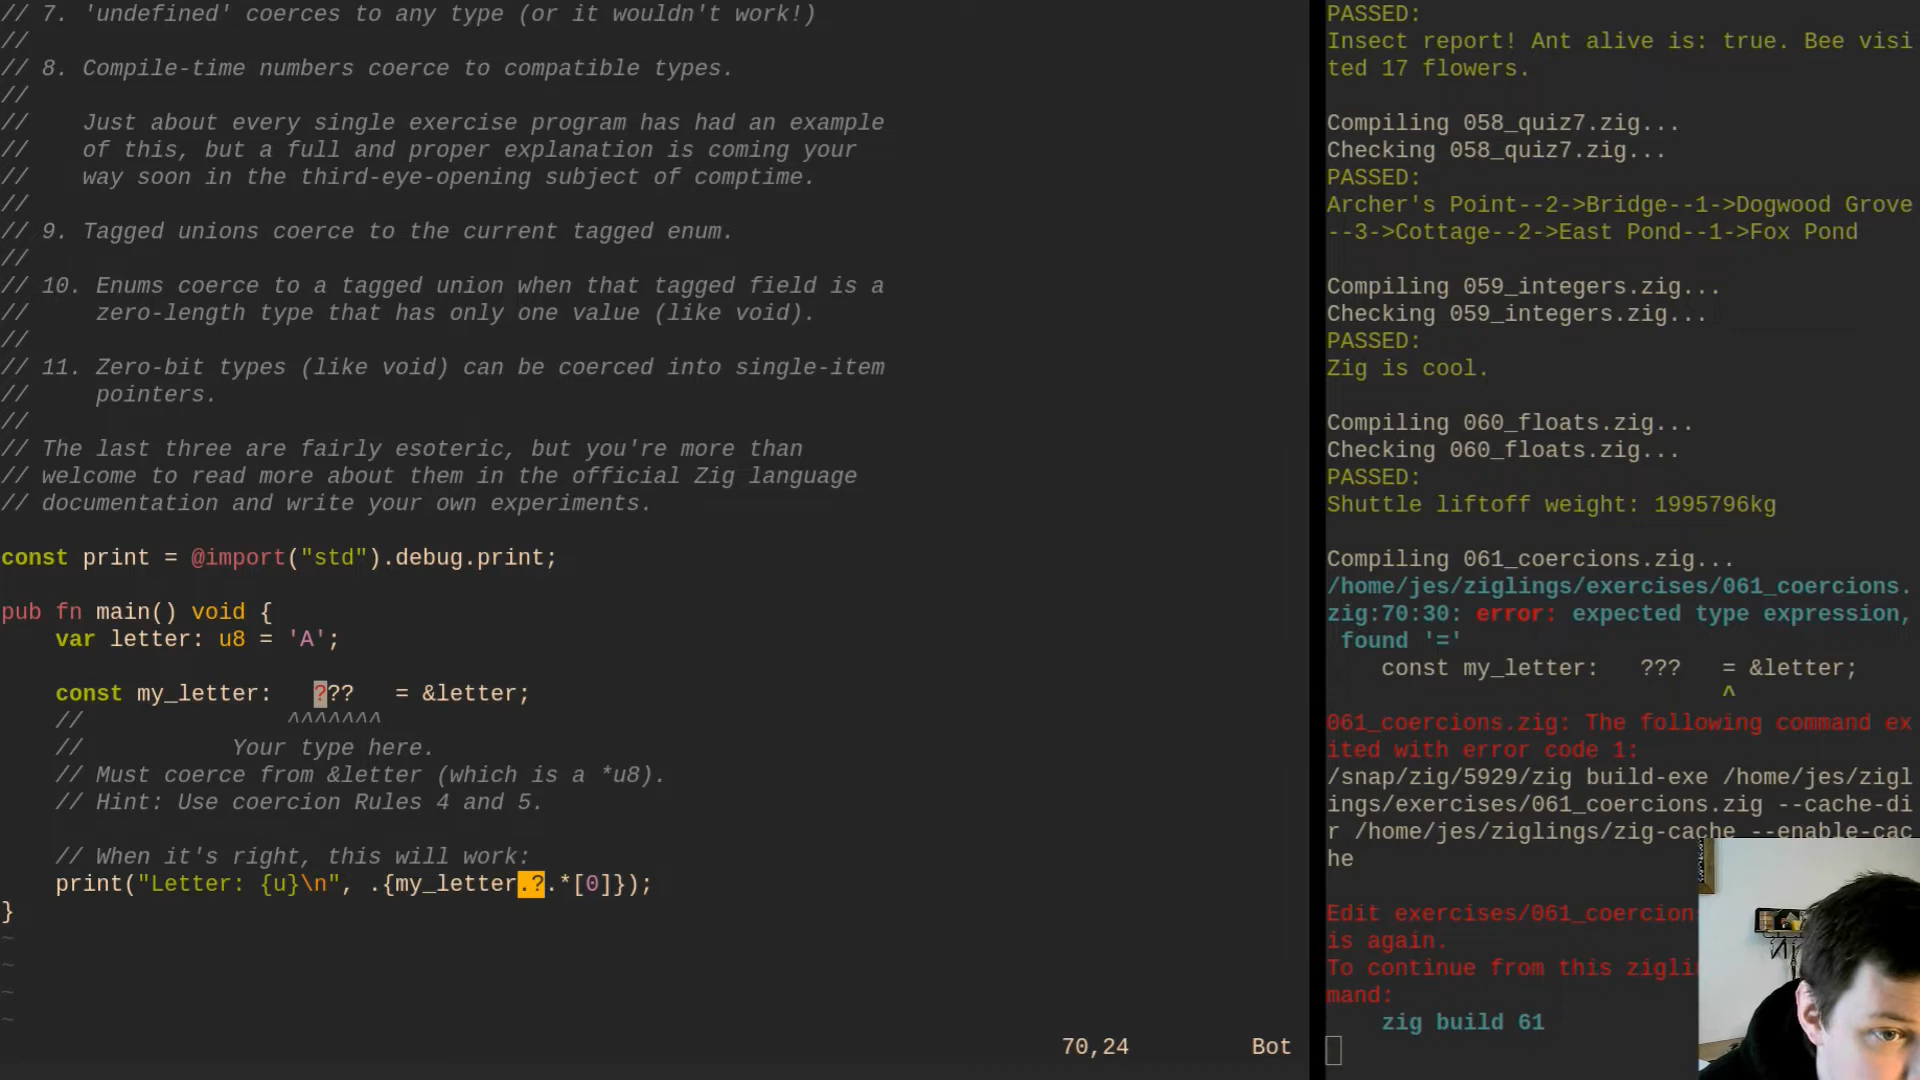 // 7. 'undefined' coerces to any type (or it wouldn't work!)
//
// 8. Compile-time numbers coerce to compatible types.
//
//    Just about every single exercise program has had an example
//    of this, but a full and proper explanation is coming your
//    way soon in the third-eye-opening subject of comptime.
//
// 9. Tagged unions coerce to the current tagged enum.
//
// 10. Enums coerce to a tagged union when that tagged field is a
//     zero-length type that has only one value (like void).
//
// 11. Zero-bit types (like void) can be coerced into single-item
//     pointers.
//
// The last three are fairly esoteric, but you're more than
// welcome to read more about them in the official Zig language
// documentation and write your own experiments.
const print = @import("std").debug.print;
pub fn main() void {
    var letter: u8 = 'A';
    const my_letter:   ???   = &letter;
    //               ^^^^^^^
    //           Your type here.
    // Must coerce from &letter (which is a *u8).
    // Hint: Use coercion Rules 4 and 5.
    // When it's right, this will work:
    print("Letter: {u}\n", .{my_letter.?.*[0]});
}
~
~
~
~
70,24         Bot
PASSED:
Insect report! Ant alive is: true. Bee visi
ted 17 flowers.
Compiling 058_quiz7.zig...
Checking 058_quiz7.zig...
PASSED:
Archer's Point--2->Bridge--1->Dogwood Grove
--3->Cottage--2->East Pond--1->Fox Pond
Compiling 059_integers.zig...
Checking 059_integers.zig...
PASSED:
Zig is cool.
Compiling 060_floats.zig...
Checking 060_floats.zig...
PASSED:
Shuttle liftoff weight: 1995796kg
Compiling 061_coercions.zig...
/home/jes/ziglings/exercises/061_coercions.
zig:70:30: error: expected type expression,
 found '='
    const my_letter:   ???   = &letter;
                             ^
061_coercions.zig: The following command ex
ited with error code 1:
/snap/zig/5929/zig build-exe /home/jes/zigl
ings/exercises/061_coercions.zig --cache-di
r /home/jes/ziglings/zig-cache --enable-cac
he
Edit exercises/061_coercion
is again.
To continue from this zigli
mand:
    zig build 61